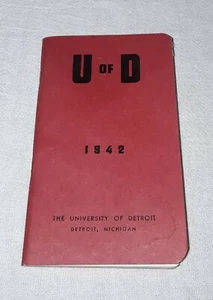 U OF D
1942
THE UNIVERSITY OF DETROIT
DETROIT, MICHIGAN